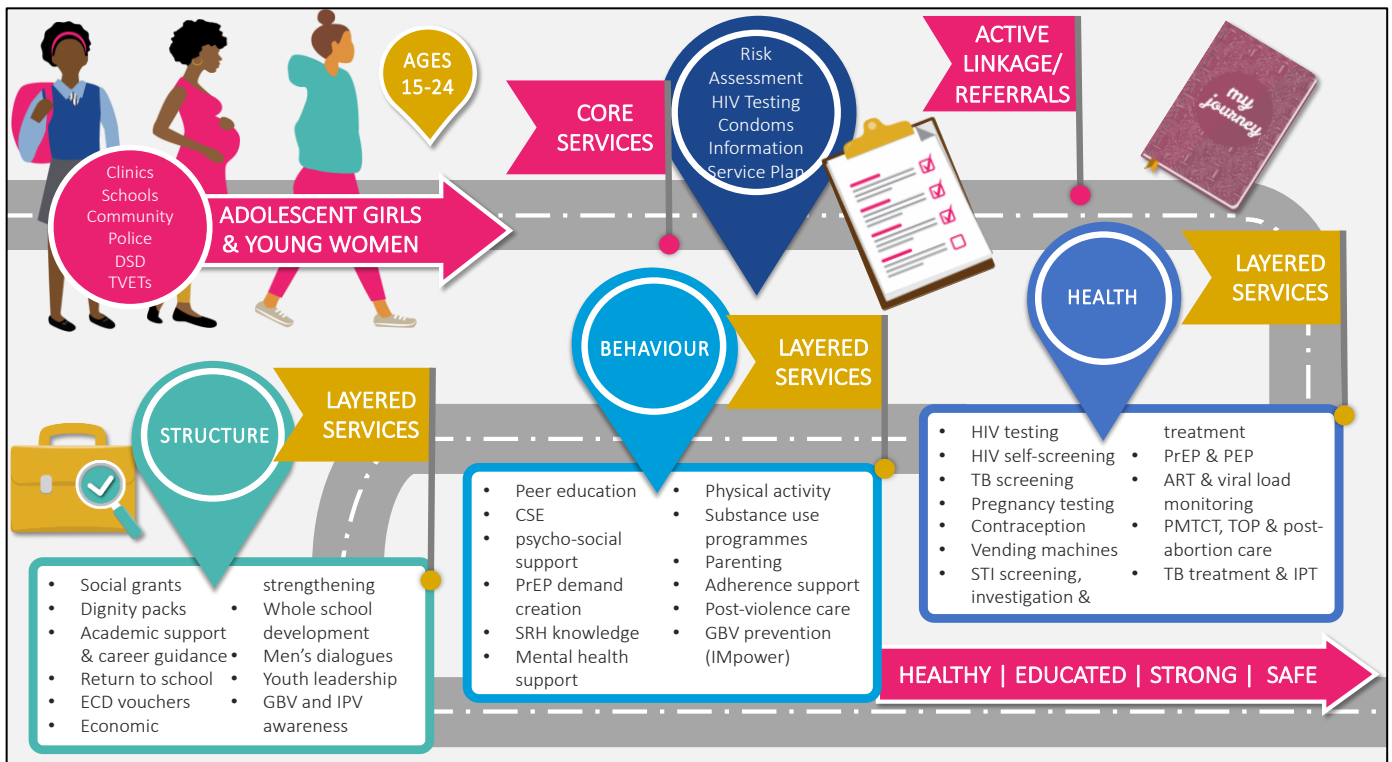 AGES
15-24
Clinics
Schools
Community
Police
DSD
TVETs
ADOLESCENT GIRLS
& YOUNG WOMEN
CORE
SERVICES
Risk
Assessment
HIV Testing
Condoms
Information
Service Plan
ACTIVE
LINKAGE/
REFERRALS
my
journey
HEALTH
LAYERED
SERVICES
• HIV testing
• HIV self-screening
• TB screening
• Pregnancy testing
• Contraception
• Vending machines
• STI screening,
investigation &
treatment
• PrEP & PEP
• ART & viral load
monitoring
• PMTCT, TOP & post-
abortion care
• TB treatment & IPT
BEHAVIOUR
LAYERED
SERVICES
• Peer education
• CSE
• psycho-social
support
• PrEP demand
creation
• SRH knowledge
• Mental health
support
• Physical activity
• Substance use
programmes
• Parenting
• Adherence support
• Post-violence care
• GBV prevention
(IMpower)
STRUCTURE
LAYERED
SERVICES
• Social grants
• Dignity packs
• Academic support
& career guidance
• Return to school
• ECD vouchers
• Economic
strengthening
• Whole school
development
• Men's dialogues
• Youth leadership
• GBV and IPV
awareness
HEALTHY | EDUCATED | STRONG | SAFE